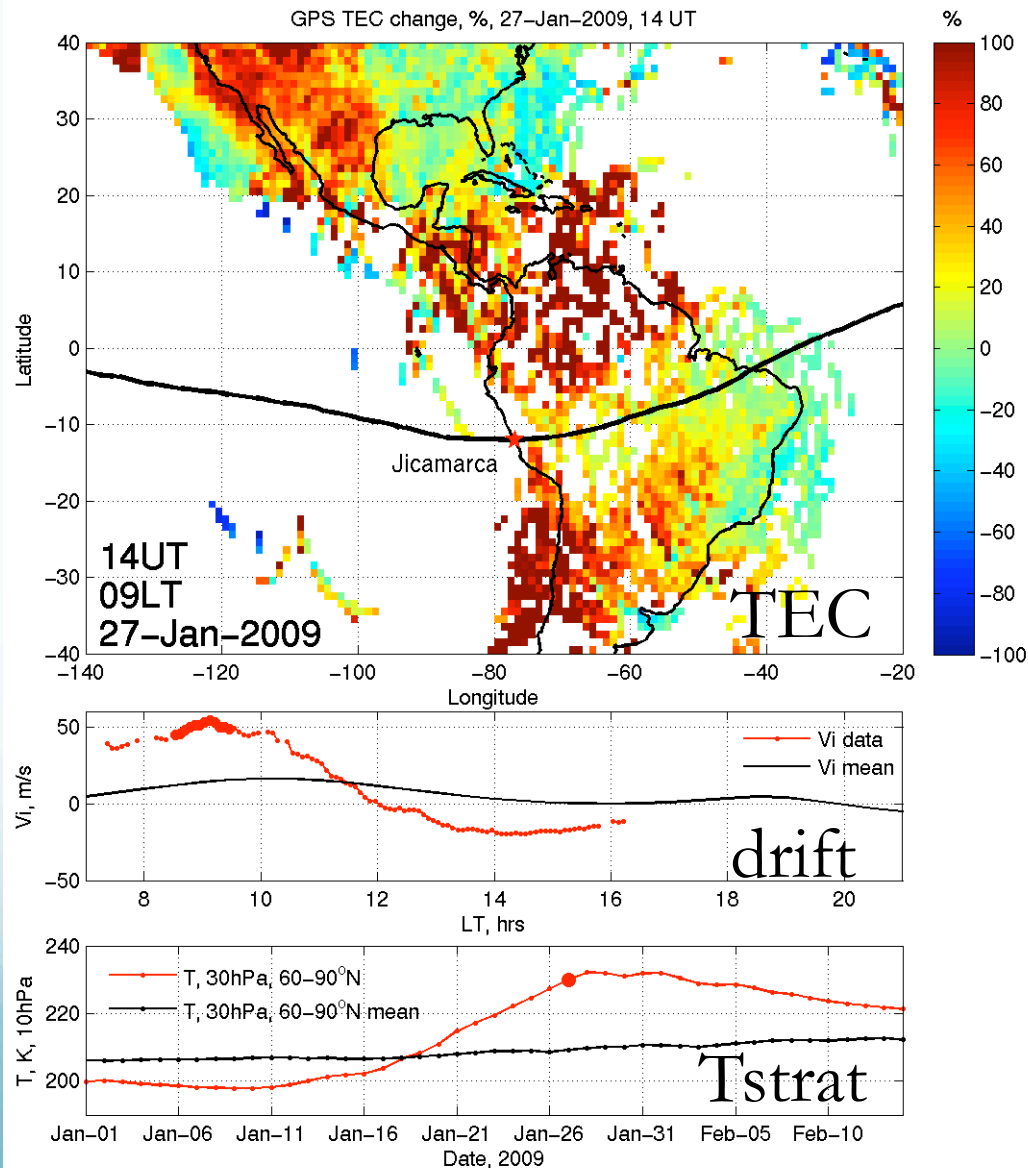 GPS TEC change, %, 27−Jan−2009, 14 UT
%
40
30
20
10
0
−10
−20
−30
−40
Latitude
Jicamarca
14UT
09LT
27−Jan−2009
TEC
−140 −120 −100 −80 −60 −40 −20
Longitude
100
80
60
40
20
0
−20
−40
−60
−80
−100
50
0
−50
Vi, m/s
Vi data
Vi mean
drift
8 10 12 14 16 18 20
LT, hrs
240
220
200
T, K, 10hPa
T, 30hPa, 60−90°N
T, 30hPa, 60−90°N mean
Tstrat
Jan−01 Jan−06 Jan−11 Jan−16 Jan−21 Jan−26 Jan−31 Feb−05 Feb−10
Date, 2009